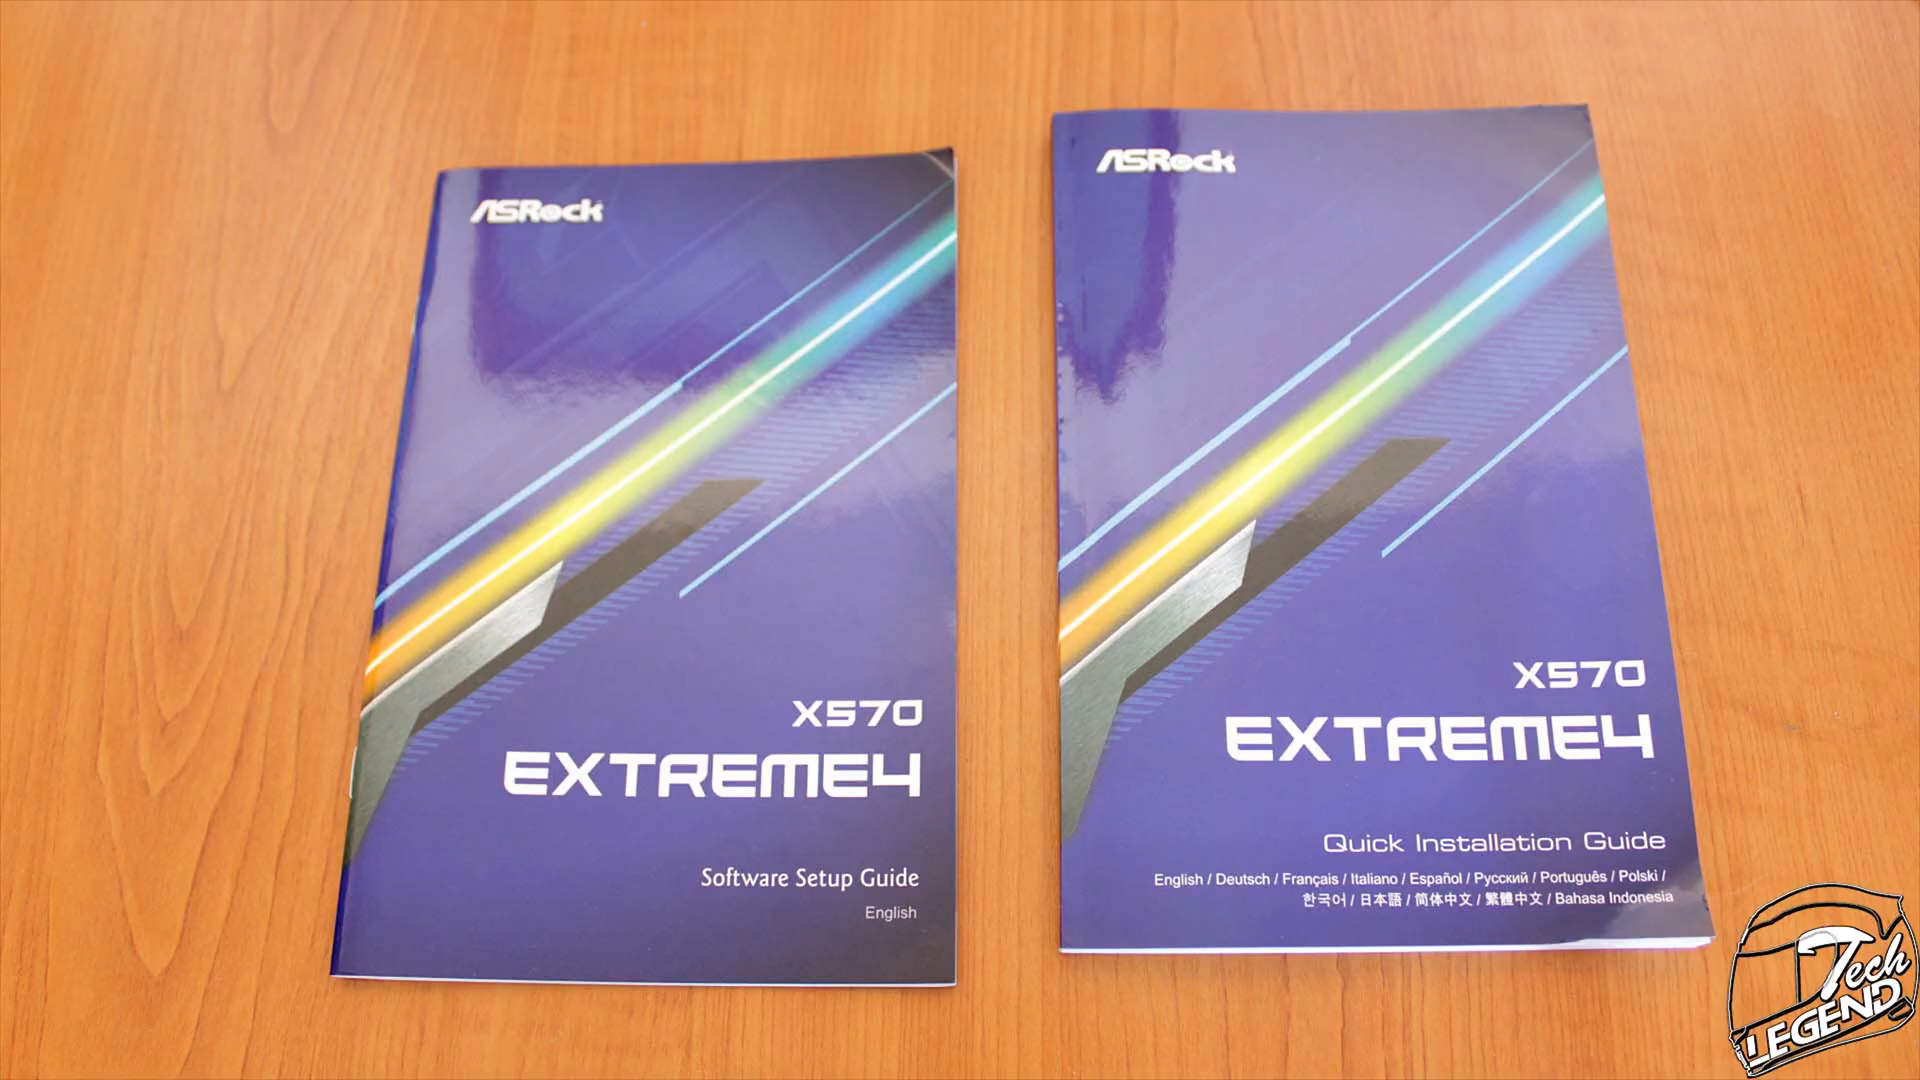 ASRock
X570
EXTREME4
Software Setup Guide
English
ASRock
X570
EXTREME4
Quick Installation Guide
English / Deutsch / Français / Italiano / Español / Русский / Português / Polski /
한국어 / 日本語 / 简体中文 / 繁體中文 / Bahasa Indonesia
Tech
LEGEND